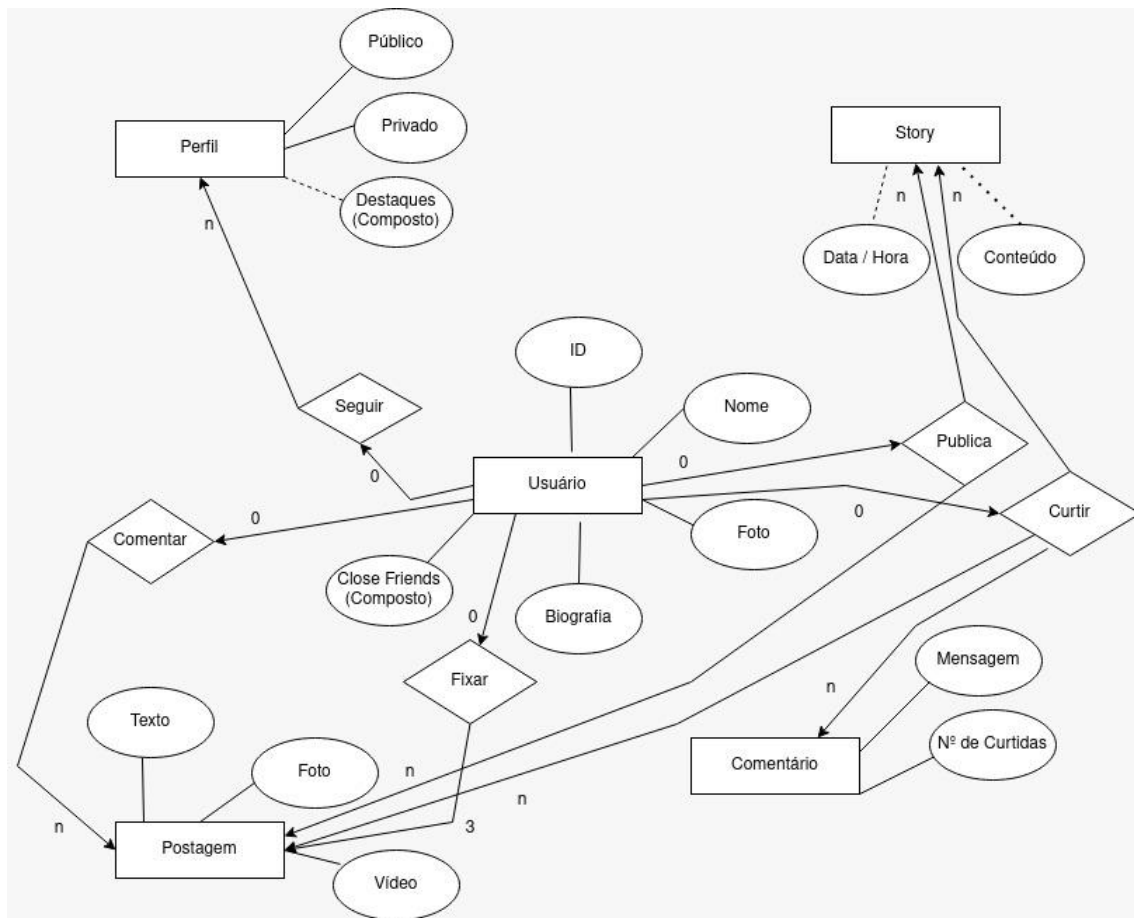 Público
Perfil
Privado
Story
Destaques
(Composto)
n
n
n
Data / Hora
Conteúdo
ID
Nome
Seguir
Publica
0
0
Usuário
0
Comentar
0
Foto
Curtir
Close Friends
(Composto)
Biografia
0
Fixar
Mensagem
n
Texto
Nº de Curtidas
Foto
Comentário
n
n
n
3
Postagem
Vídeo